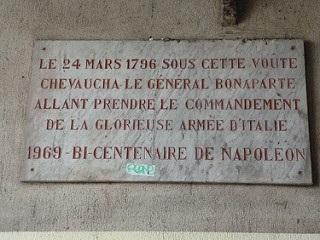 LE 24 MARS 1796 SOUS CETTE VOUTE
CHEVAUCHA LE GÉNÉRAL BONAPARTE
ALLANT PRENDRE LE COMMANDEMENT
DE LA GLORIEUSE ARMÉE D'ITALIE
1969-BI-CENTENAIRE DE NAPOLÉON